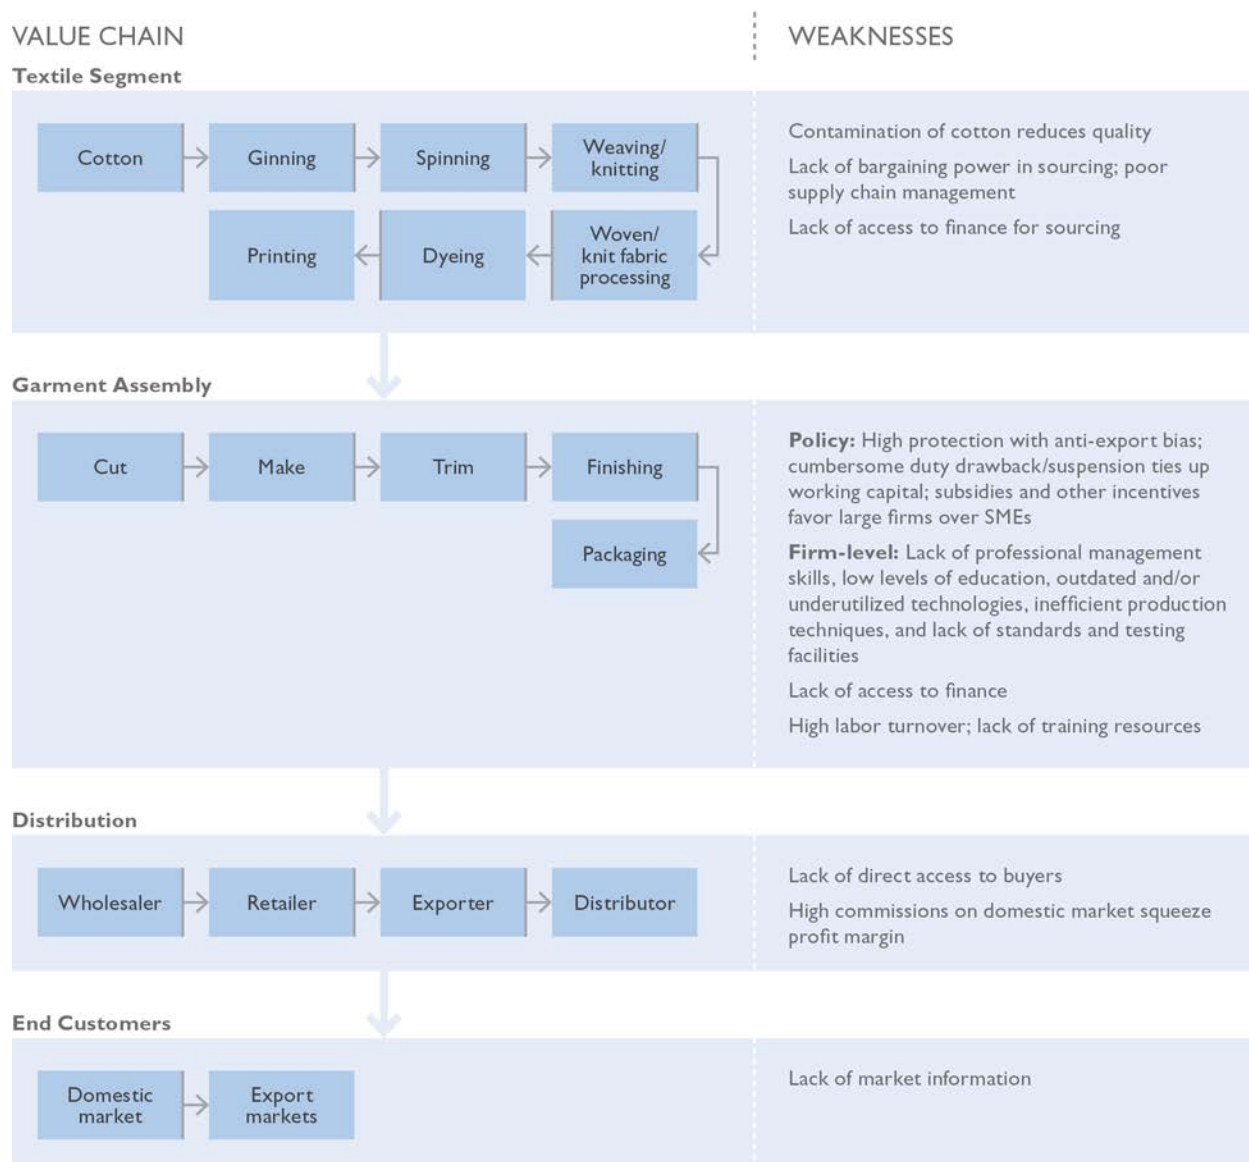 VALUE CHAIN
WEAKNESSES
Textile Segment
Cotton
Ginning
Spinning
Weaving/
knitting
Woven/
knit fabric
processing
Dyeing
Printing
Contamination of cotton reduces quality
Lack of bargaining power in sourcing; poor
supply chain management
Lack of access to finance for sourcing
Garment Assembly
Cut
Make
Trim
Finishing
Packaging
Policy: High protection with anti-export bias;
cumbersome duty drawback/suspension ties up
working capital; subsidies and other incentives
favor large firms over SMEs
Firm-level: Lack of professional management
skills, low levels of education, outdated and/or
underutilized technologies, inefficient production
techniques, and lack of standards and testing
facilities
Lack of access to finance
High labor turnover; lack of training resources
Distribution
Wholesaler
Retailer
Exporter
Distributor
Lack of direct access to buyers
High commissions on domestic market squeeze
profit margin
End Customers
Domestic
market
Export
markets
Lack of market information